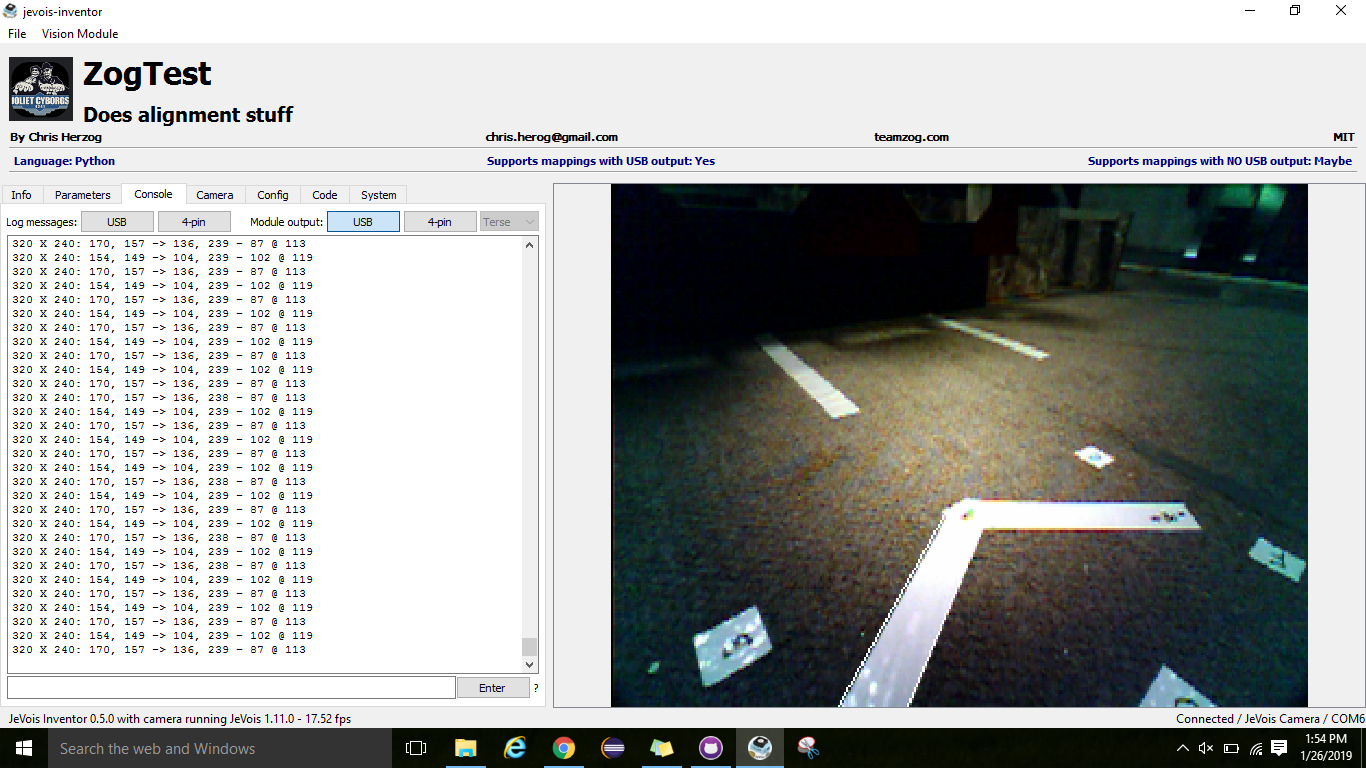 jevois-inventor
File Vision Module
ZogTest
JOLIET CYBORGS
Does alignment stuff
By Chris Herzog chris.herog@gmail.com teamzog.com MIT
Language: Python Supports mappings with USB output: Yes Supports mappings with NO USB output: Maybe
Info Parameters Console Camera Config Code System
Log messages: USB 4-pin Module output: USB 4-pin Terse
320 X 240: 170, 157 -> 136, 239 - 87 @ 113
320 X 240: 154, 149 -> 104, 239 - 102 @ 119
320 X 240: 170, 157 -> 136, 239 - 87 @ 113
320 X 240: 154, 149 -> 104, 239 - 102 @ 119
320 X 240: 170, 157 -> 136, 239 - 87 @ 113
320 X 240: 154, 149 -> 104, 239 - 102 @ 119
320 X 240: 170, 157 -> 136, 239 - 87 @ 113
320 X 240: 154, 149 -> 104, 239 - 102 @ 119
320 X 240: 170, 157 -> 136, 239 - 87 @ 113
320 X 240: 154, 149 -> 104, 239 - 102 @ 119
320 X 240: 170, 157 -> 136, 239 - 87 @ 113
320 X 240: 170, 157 -> 136, 238 - 87 @ 113
320 X 240: 154, 149 -> 104, 239 - 102 @ 119
320 X 240: 170, 157 -> 136, 239 - 87 @ 113
320 X 240: 154, 149 -> 104, 239 - 102 @ 119
320 X 240: 170, 157 -> 136, 239 - 87 @ 113
320 X 240: 154, 149 -> 104, 239 - 102 @ 119
320 X 240: 170, 157 -> 136, 238 - 87 @ 113
320 X 240: 154, 149 -> 104, 239 - 102 @ 119
320 X 240: 170, 157 -> 136, 239 - 87 @ 113
320 X 240: 154, 149 -> 104, 239 - 102 @ 119
320 X 240: 170, 157 -> 136, 238 - 87 @ 113
320 X 240: 154, 149 -> 104, 239 - 102 @ 119
320 X 240: 170, 157 -> 136, 238 - 87 @ 113
320 X 240: 154, 149 -> 104, 239 - 102 @ 119
320 X 240: 170, 157 -> 136, 239 - 87 @ 113
320 X 240: 154, 149 -> 104, 239 - 102 @ 119
320 X 240: 170, 157 -> 136, 239 - 87 @ 113
320 X 240: 154, 149 -> 104, 239 - 102 @ 119
320 X 240: 170, 157 -> 136, 239 - 87 @ 113
Enter ?
JeVois Inventor 0.5.0 with camera running JeVois 1.11.0 - 17.52 fps Connected / JeVois Camera / COM6
Search the web and Windows
1:54 PM
1/26/2019